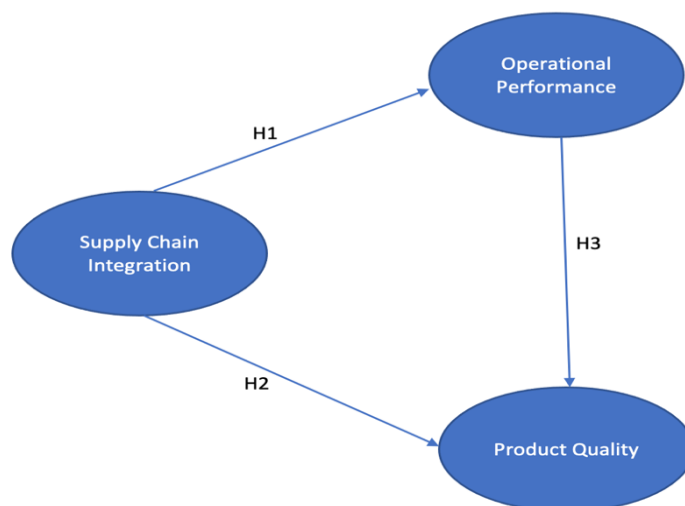 Operational
Performance
H1
Supply Chain
Integration
H3
H2
Product Quality